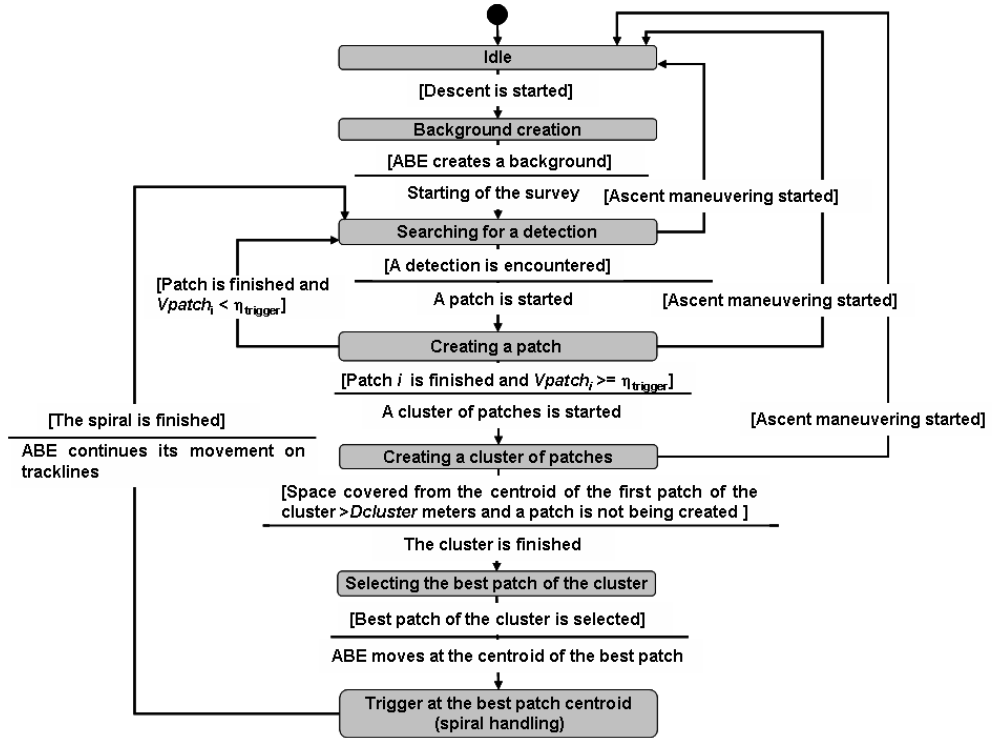 Idle
[Descent is started]
Background creation
[ABE creates a background]
Starting of the survey
[Ascent maneuvering started]
Searching for a detection
[A detection is encountered]
[Patch is finished and
Vpatchi < ηtrigger]
A patch is started
[Ascent maneuvering started]
Creating a patch
[Patch i is finished and Vpatchi >= ηtrigger]
A cluster of patches is started
[The spiral is finished]
ABE continues its movement on
tracklines
[Ascent maneuvering started]
Creating a cluster of patches
[Space covered from the centroid of the first patch of the
cluster >Dcluster meters and a patch is not being created ]
The cluster is finished
Selecting the best patch of the cluster
[Best patch of the cluster is selected]
ABE moves at the centroid of the best patch
Trigger at the best patch centroid
(spiral handling)